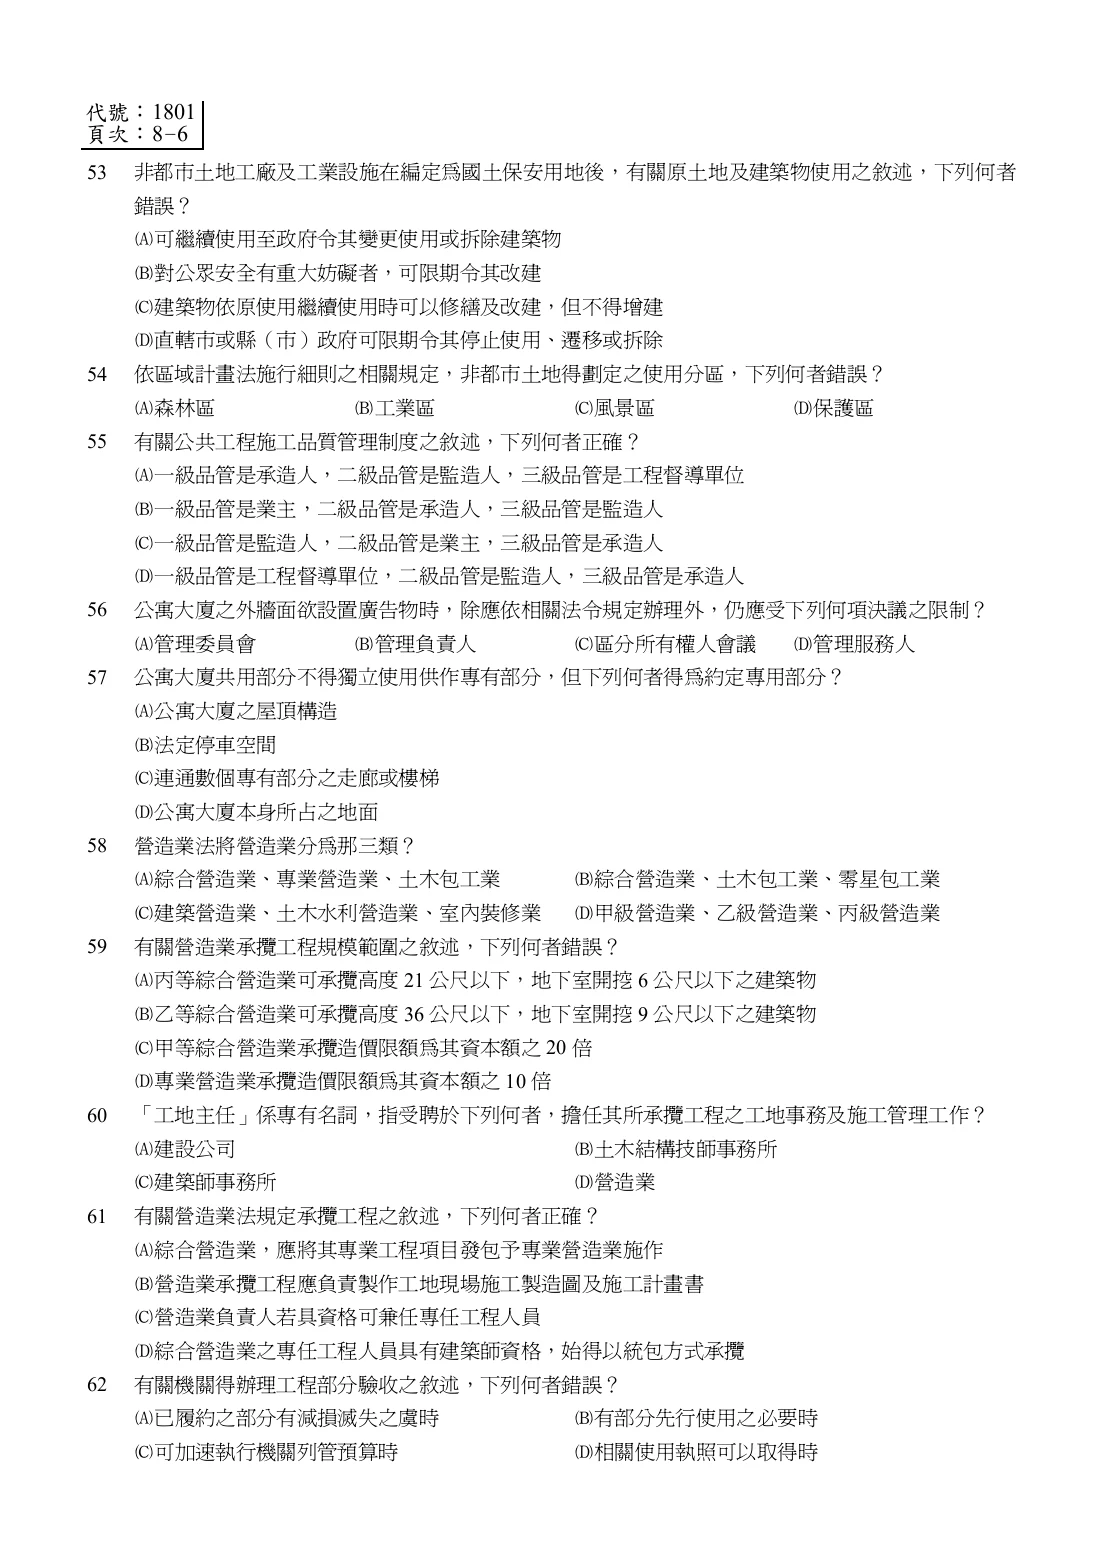 代號：1801
頁次：8－6
53 非都市土地工廠及工業設施在編定為國土保安用地後，有關原土地及建築物使用之敘述，下列何者
錯誤？
(A)可繼續使用至政府令其變更使用或拆除建築物
(B)對公眾安全有重大妨礙者，可限期令其改建
(C)建築物依原使用繼續使用時可以修繕及改建，但不得增建
(D)直轄市或縣（市）政府可限期令其停止使用、遷移或拆除
54 依區域計畫法施行細則之相關規定，非都市土地得劃定之使用分區，下列何者錯誤？
(A)森林區 (B)工業區 (C)風景區 (D)保護區
55 有關公共工程施工品質管理制度之敘述，下列何者正確？
(A)一級品管是承造人，二級品管是監造人，三級品管是工程督導單位
(B)一級品管是業主，二級品管是承造人，三級品管是監造人
(C)一級品管是監造人，二級品管是業主，三級品管是承造人
(D)一級品管是工程督導單位，二級品管是監造人，三級品管是承造人
56 公寓大廈之外牆面欲設置廣告物時，除應依相關法令規定辦理外，仍應受下列何項決議之限制？
(A)管理委員會 (B)管理負責人 (C)區分所有權人會議 (D)管理服務人
57 公寓大廈共用部分不得獨立使用供作專有部分，但下列何者得為約定專用部分？
(A)公寓大廈之屋頂構造
(B)法定停車空間
(C)連通數個專有部分之走廊或樓梯
(D)公寓大廈本身所占之地面
58 營造業法將營造業分為那三類？
(A)綜合營造業、專業營造業、土木包工業 (B)綜合營造業、土木包工業、零星包工業
(C)建築營造業、土木水利營造業、室內裝修業 (D)甲級營造業、乙級營造業、丙級營造業
59 有關營造業承攬工程規模範圍之敘述，下列何者錯誤？
(A)丙等綜合營造業可承攬高度 21 公尺以下，地下室開挖 6 公尺以下之建築物
(B)乙等綜合營造業可承攬高度 36 公尺以下，地下室開挖 9 公尺以下之建築物
(C)甲等綜合營造業承攬造價限額為其資本額之 20 倍
(D)專業營造業承攬造價限額為其資本額之 10 倍
60 「工地主任」係專有名詞，指受聘於下列何者，擔任其所承攬工程之工地事務及施工管理工作？
(A)建設公司 (B)土木結構技師事務所
(C)建築師事務所 (D)營造業
61 有關營造業法規定承攬工程之敘述，下列何者正確？
(A)綜合營造業，應將其專業工程項目發包予專業營造業施作
(B)營造業承攬工程應負責製作工地現場施工製造圖及施工計畫書
(C)營造業負責人若具資格可兼任專任工程人員
(D)綜合營造業之專任工程人員具有建築師資格，始得以統包方式承攬
62 有關機關得辦理工程部分驗收之敘述，下列何者錯誤？
(A)已履約之部分有減損滅失之虞時 (B)有部分先行使用之必要時
(C)可加速執行機關列管預算時 (D)相關使用執照可以取得時